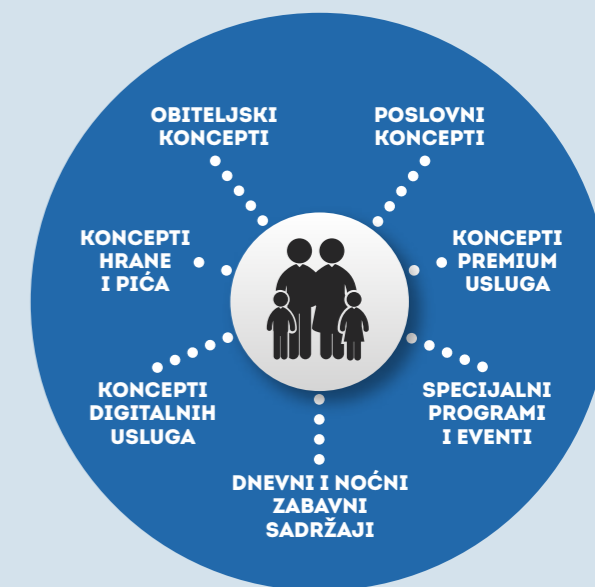 OBITELJSKI
KONCEPTI
POSLOVNI
KONCEPTI
KONCEPTI
HRANE
I PIĆA
KONCEPTI
PREMIUM
USLUGA
KONCEPTI
DIGITALNIH
USLUGA
SPECIJALNI
PROGRAMI
I EVENTI
DNEVNI I NOĆNI
ZABAVNI
SADRŽAJI